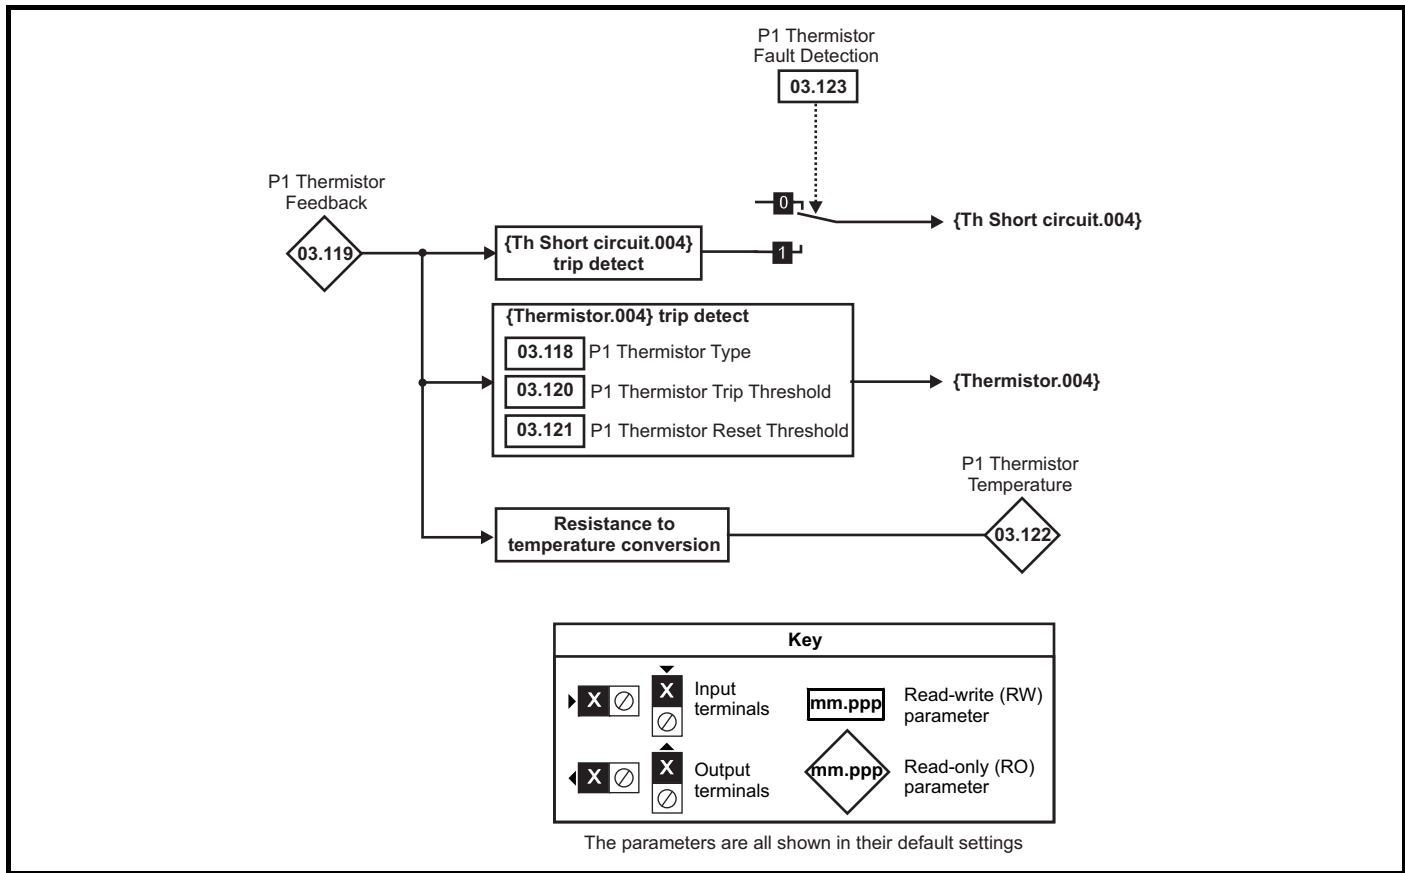 P1 Thermistor
Fault Detection
03.123
P1 Thermistor
Feedback
03.119
0
{Th Short circuit.004}
{Th Short circuit.004}
trip detect
1
{Thermistor.004} trip detect
03.118 P1 Thermistor Type
03.120 P1 Thermistor Trip Threshold
03.121 P1 Thermistor Reset Threshold
{Thermistor.004}
P1 Thermistor
Temperature
Resistance to
temperature conversion
03.122
Key
X
X
Input
terminals
mm.ppp
Read-write (RW)
parameter
X
X
Output
terminals
mm.ppp
Read-only (RO)
parameter
The parameters are all shown in their default settings